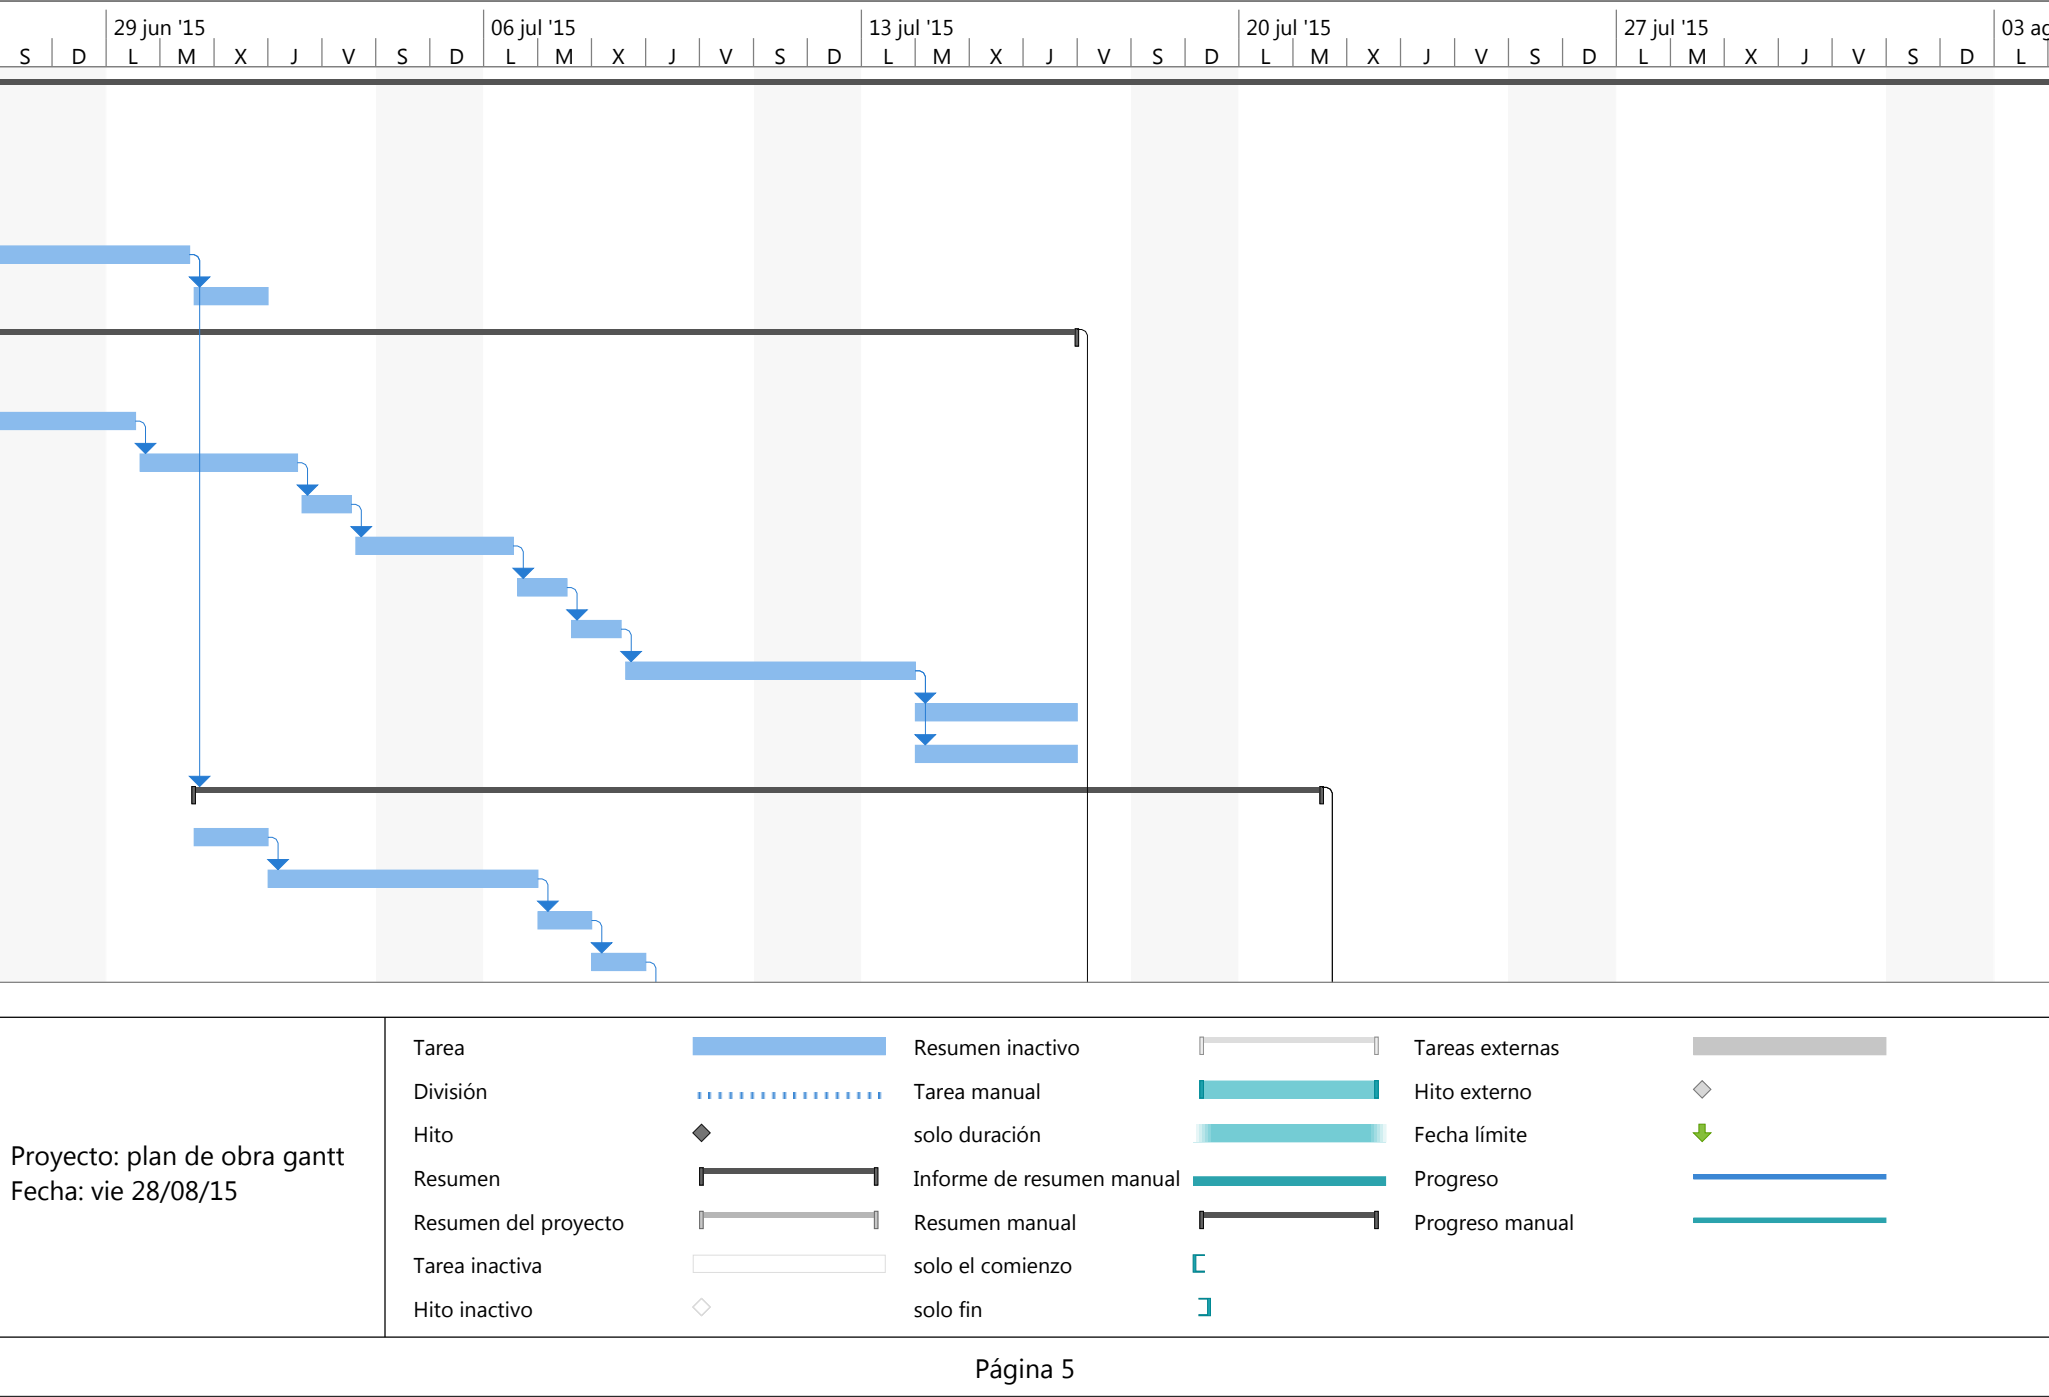 29 jun '15 06 jul '15 13 jul '15 20 jul '15 27 jul '15 03 ag
S D L M X J V S D L M X J V S D L M X J V S D L M X J V S D L M X J V S D L
Tarea Resumen inactivo Tareas externas
División Tarea manual Hito externo
Hito solo duración Fecha límite
Proyecto: plan de obra gantt
Fecha: vie 28/08/15
Resumen Informe de resumen manual Progreso
Resumen del proyecto Resumen manual Progreso manual
Tarea inactiva solo el comienzo
Hito inactivo solo fin
Página 5